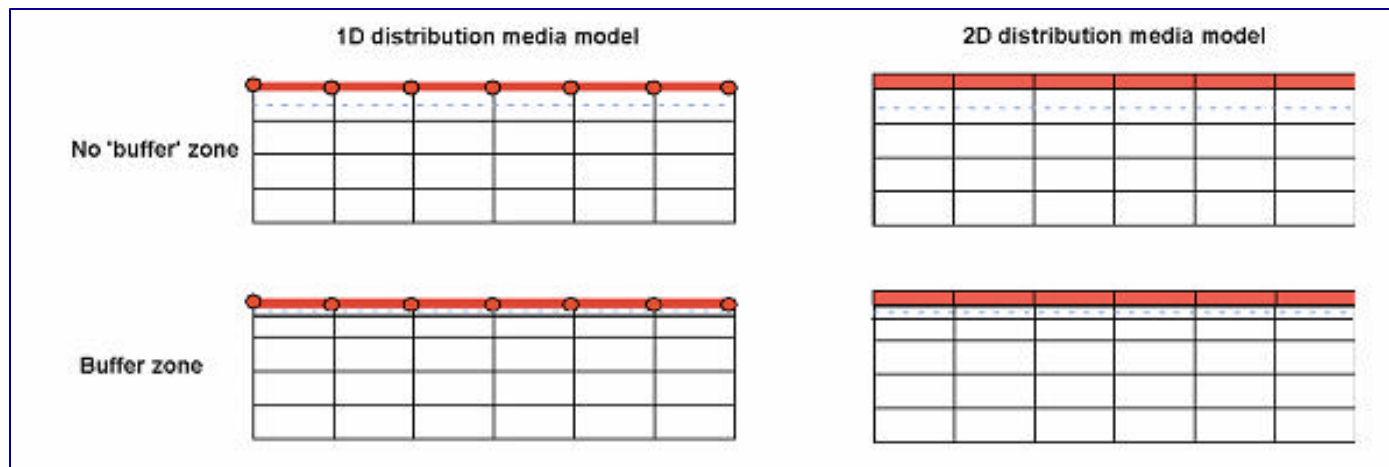 1D distribution media model
2D distribution media model
No 'buffer' zone
Buffer zone